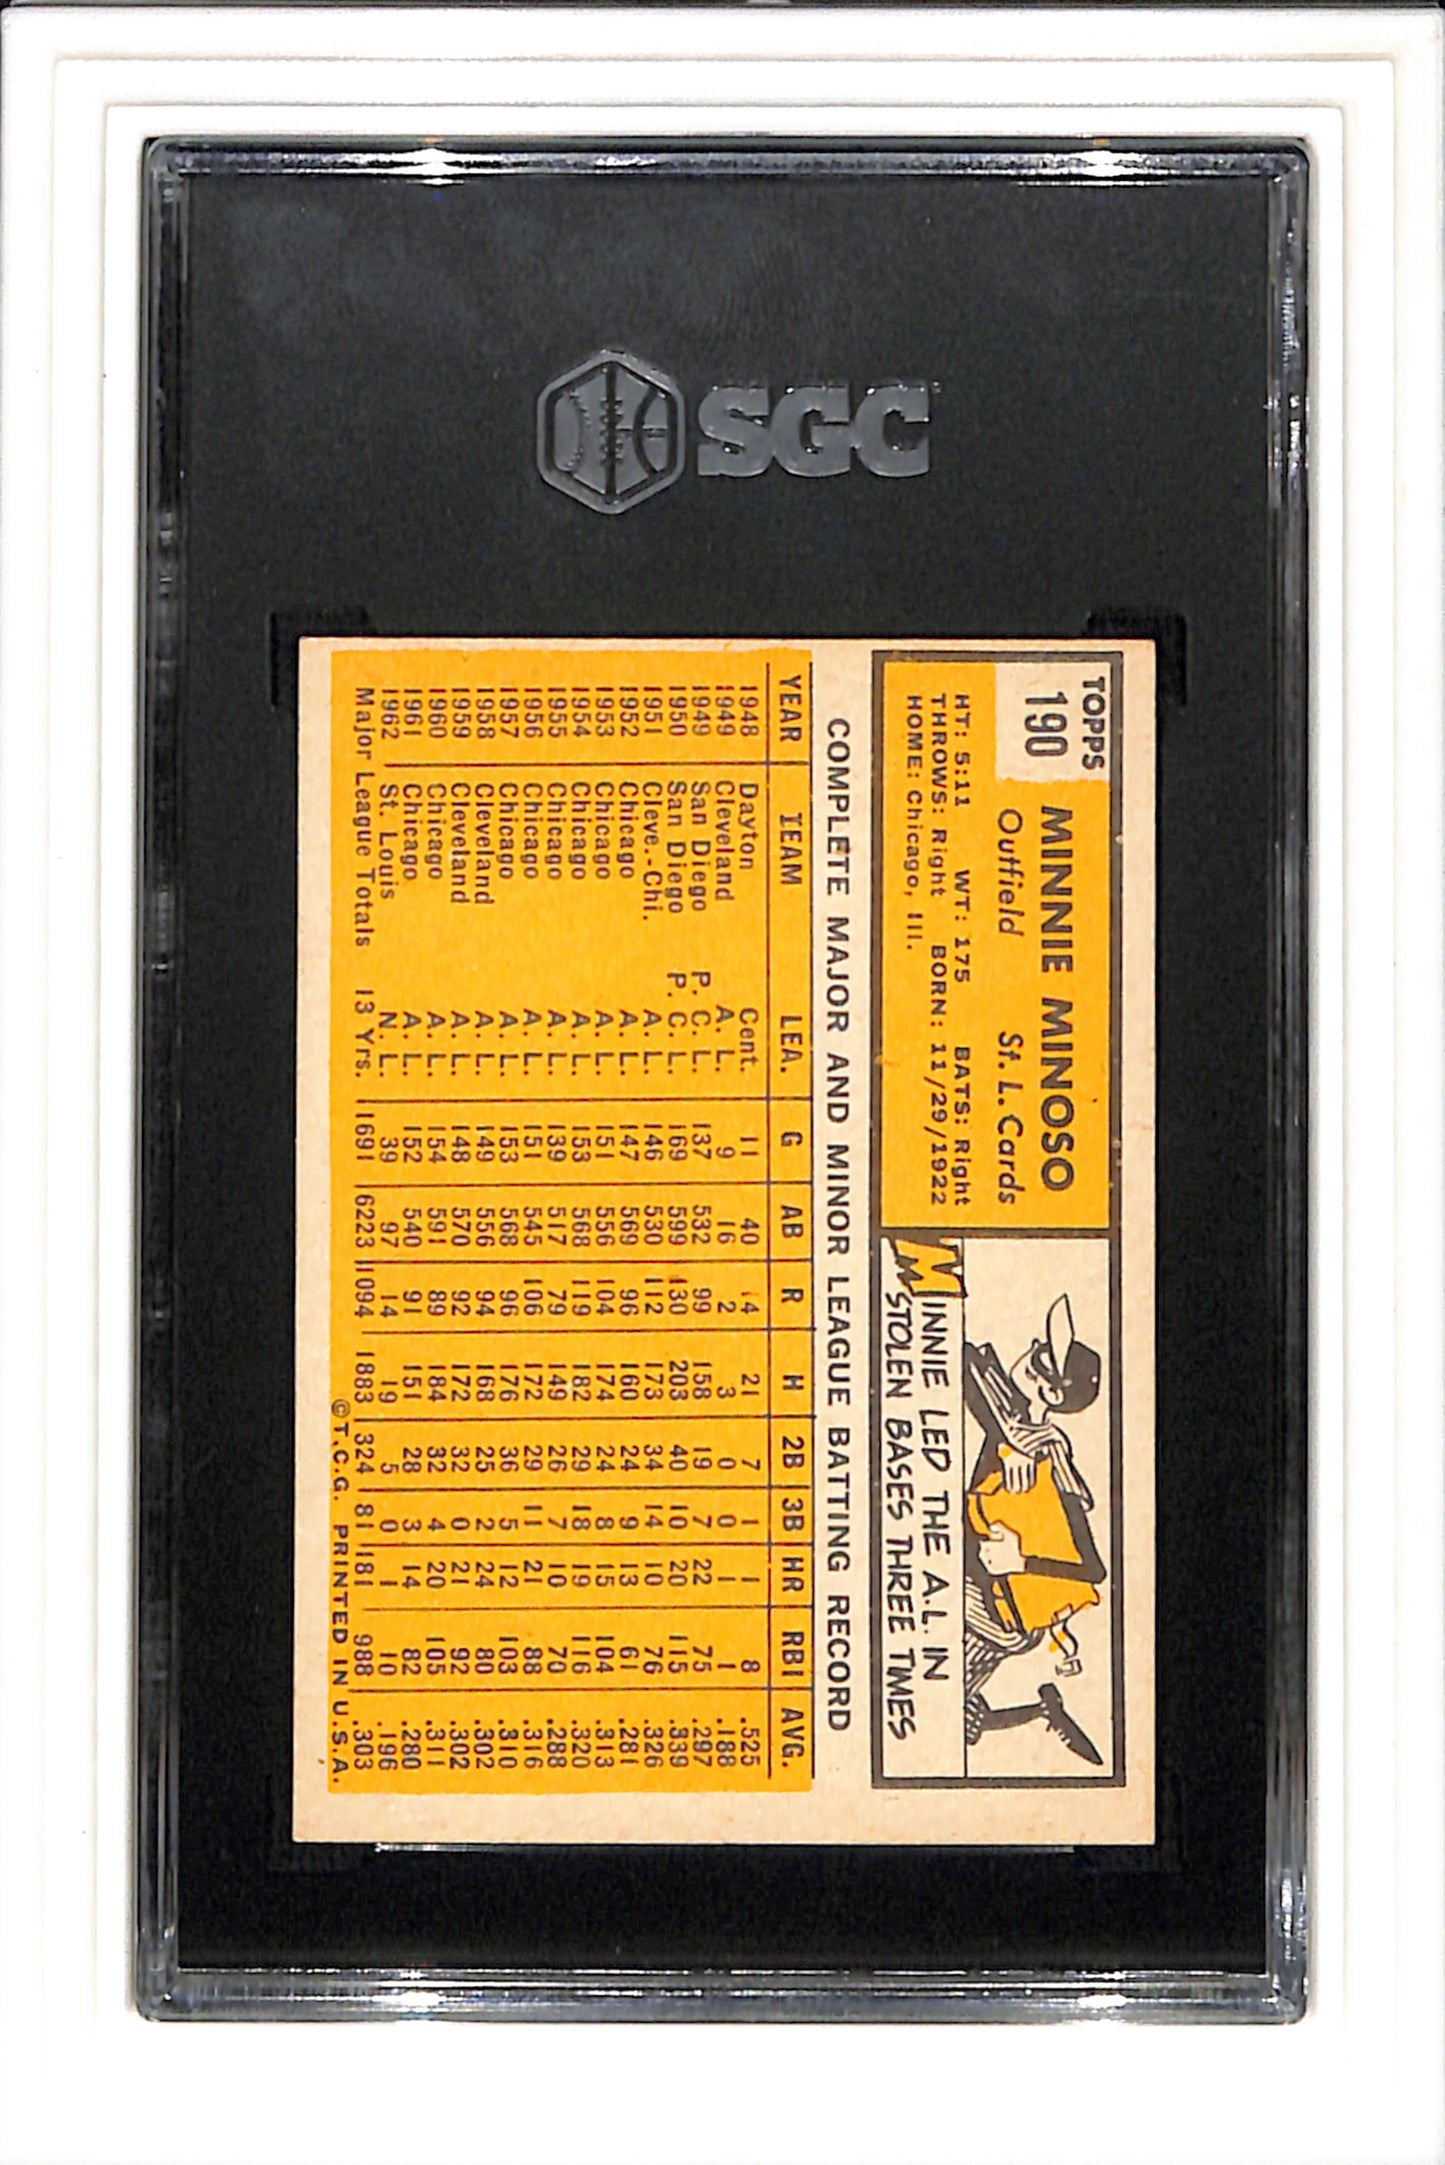 SGC
TOPPS
190
MINNIE MINOSO
Outfield St. L. Cards
HT: 5:11 WT: 175 BATS: Right
THROWS: Right BORN: 11/29/1922
HOME: Chicago, Ill.
MINNIE LED THE A.L. IN
STOLEN BASES THREE TIMES
COMPLETE MAJOR AND MINOR LEAGUE BATTING RECORD
YEAR TEAM LEA. G AB R H 2B 3B HR RBI AVG.
1948 Dayton Cent. 11 40 14 21 7 1 1 8 .525
1949 Cleveland A. L. 9 16 2 3 0 0 1 1 .188
1949 San Diego P. C. L. 137 532 99 158 19 7 22 75 .297
1950 San Diego P. C. L. 169 599 130 203 40 10 20 115 .339
1951 Cleve.-Chi. A. L. 146 530 112 173 34 14 10 76 .326
1952 Chicago A. L. 147 569 96 160 24 9 13 61 .281
1953 Chicago A. L. 151 556 104 174 24 8 15 104 .313
1954 Chicago A. L. 153 568 119 182 29 18 19 116 .320
1955 Chicago A. L. 139 517 79 149 26 7 10 70 .288
1956 Chicago A. L. 151 545 106 172 29 11 21 88 .316
1957 Chicago A. L. 153 568 96 176 36 5 12 103 .310
1958 Cleveland A. L. 149 556 94 168 25 2 24 80 .302
1959 Cleveland A. L. 148 570 92 172 32 0 21 92 .302
1960 Chicago A. L. 154 591 89 184 32 4 20 105 .311
1961 Chicago A. L. 152 540 91 151 28 3 14 82 .280
1962 St. Louis N. L. 39 97 14 19 5 0 1 10 .196
Major League Totals 13 Yrs. 1691 6223 1094 1883 324 81 181 988 .303
©T.C.G. PRINTED IN U.S.A.